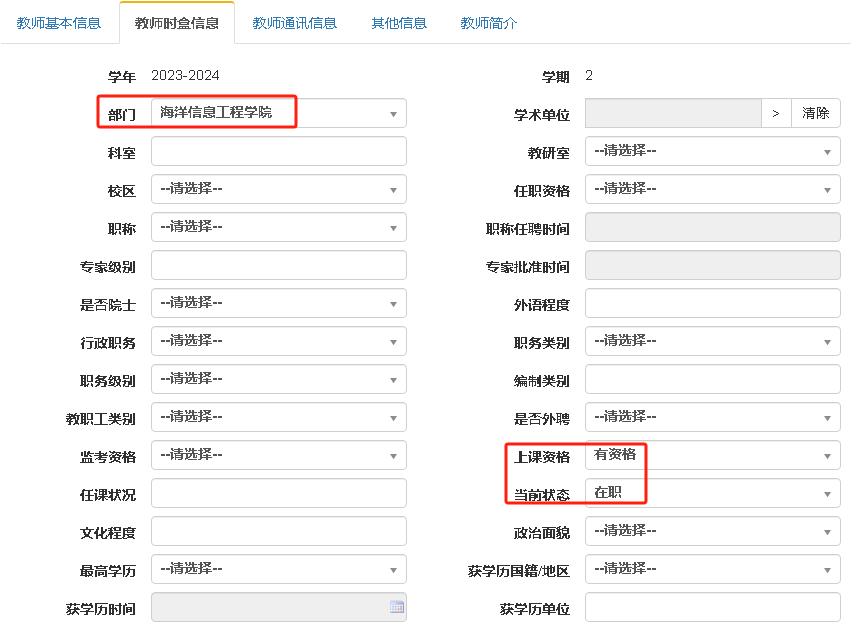 教师基本信息 教师时盒信息 教师通讯信息 其他信息 教师简介
学年 2023-2024 学期 2
部门 海洋信息工程学院 学术单位 > 清除
科室 教研室 --请选择--
校区 --请选择-- 任职资格 --请选择--
职称 --请选择-- 职称任聘时间
专家级别 专家批准时间
是否院士 --请选择-- 外语程度
行政职务 --请选择-- 职务类别 --请选择--
职务级别 --请选择-- 编制类别
教职工类别 --请选择-- 是否外聘 --请选择--
监考资格 --请选择-- 上课资格 有资格
任课状况 当前状态 在职
文化程度 政治面貌 --请选择--
最高学历 --请选择-- 获学历国籍/地区 --请选择--
获学历时间 获学历单位